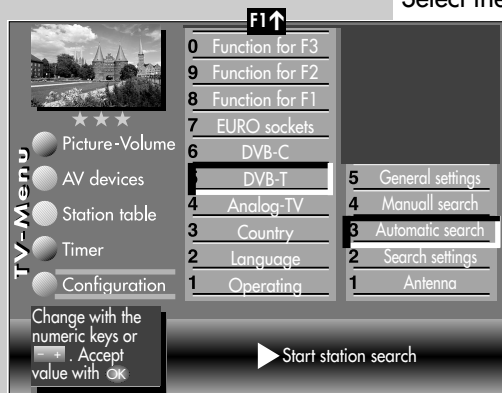 Select the
F1↑
TV-Menu
Picture-Volume
AV devices
Station table
Timer
Configuration
0 Function for F3
9 Function for F2
8 Function for F1
7 EURO sockets
6 DVB-C
DVB-T
4 Analog-TV
3 Country
2 Language
1 Operating
5 General settings
4 Manuall search
3 Automatic search
2 Search settings
1 Antenna
Change with the
numeric keys or
- + . Accept
value with OK
Start station search